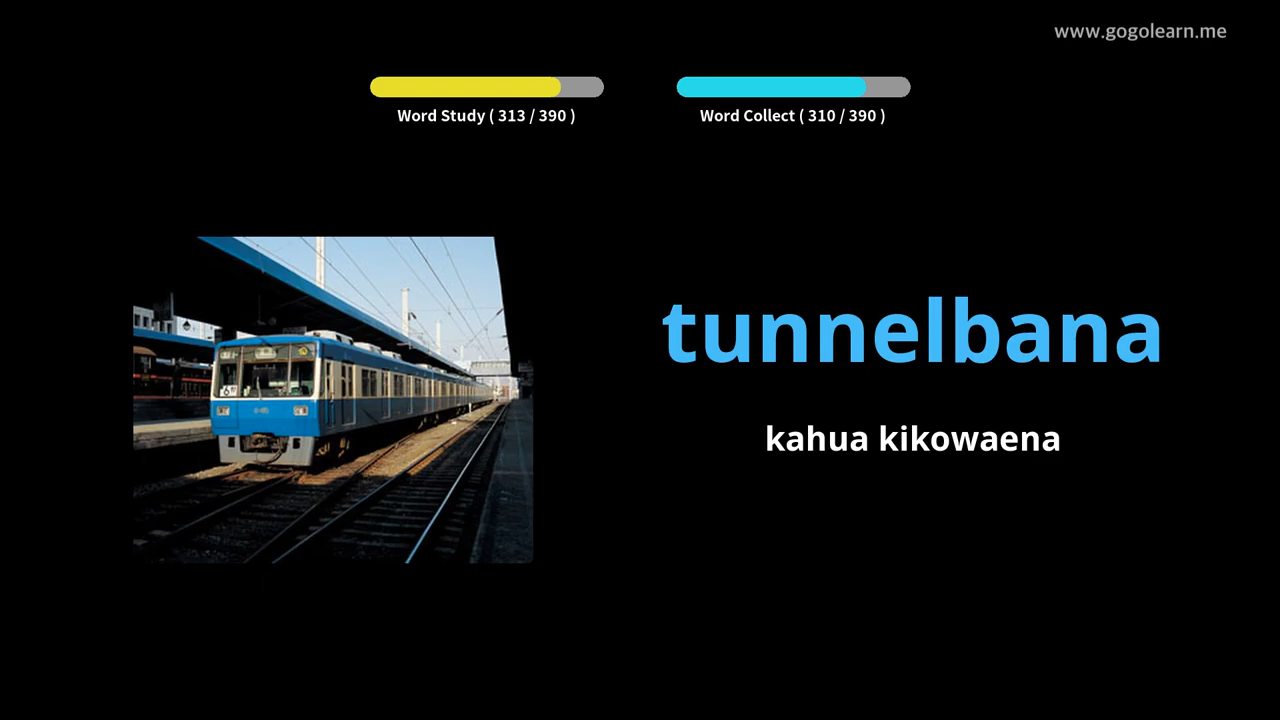 www.gogolearn.me
Word Study ( 313 / 390 )
Word Collect ( 310 / 390 )
tunnelbana
kahua kikowaena